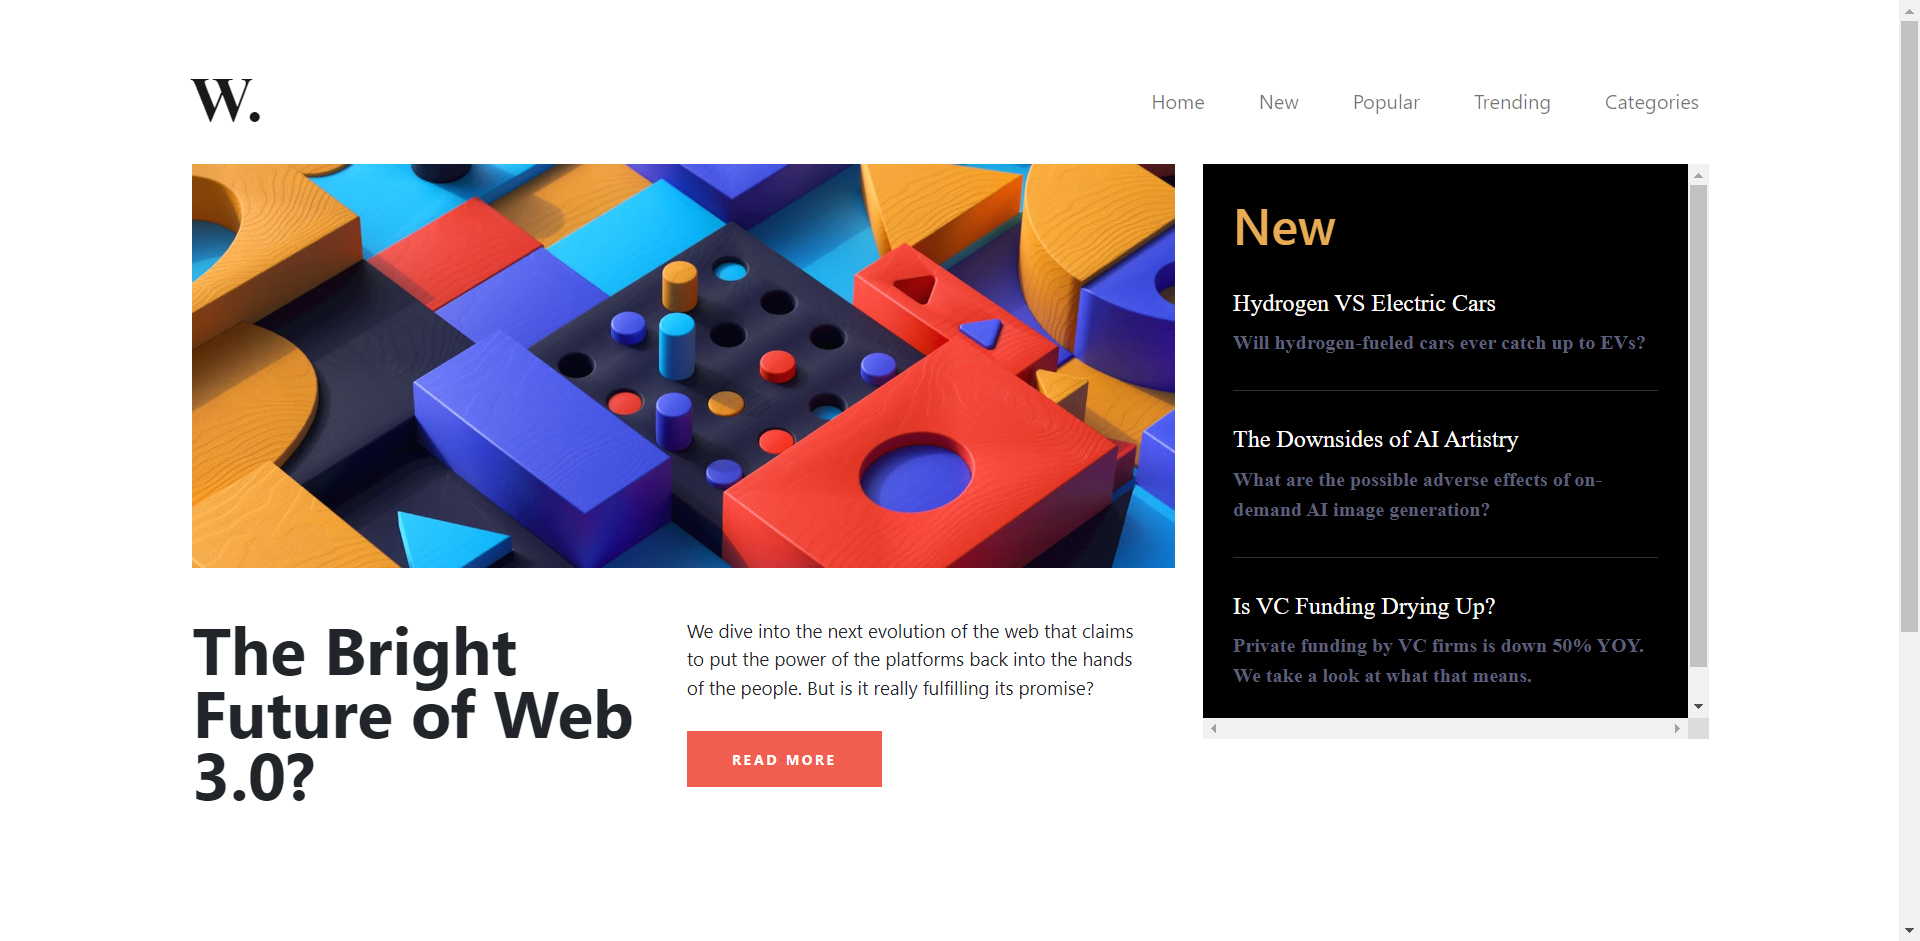 W.
Home
New
Popular
Trending
Categories
The Bright
Future of Web
3.0?
We dive into the next evolution of the web that claims
to put the power of the platforms back into the hands
of the people. But is it really fulfilling its promise?
READ MORE
New
Hydrogen VS Electric Cars
Will hydrogen-fueled cars ever catch up to EVs?
The Downsides of AI Artistry
What are the possible adverse effects of on-
demand AI image generation?
Is VC Funding Drying Up?
Private funding by VC firms is down 50% YOY.
We take a look at what that means.